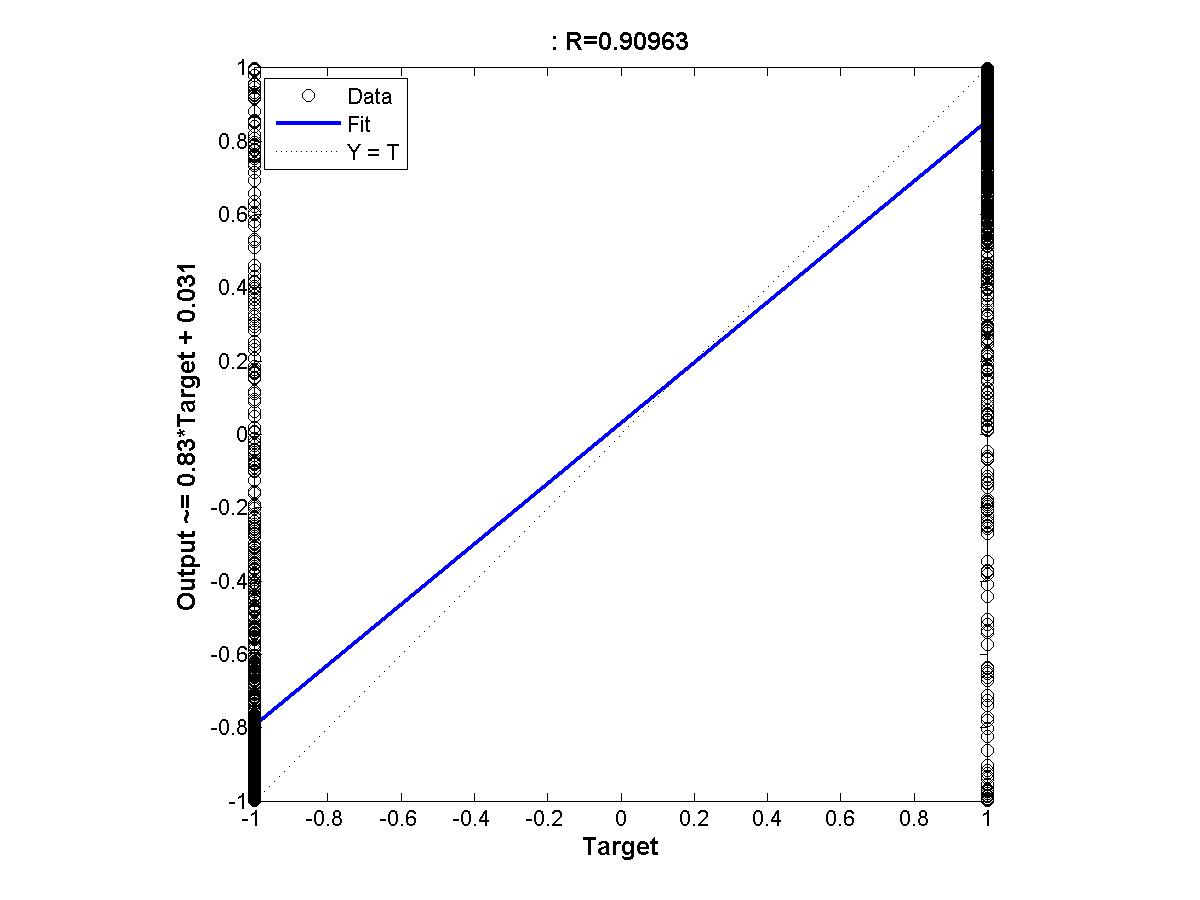 : R=0.90963
Data
Fit
Y = T
Output ~= 0.83*Target + 0.031
1
0.8
0.6
0.4
0.2
0
-0.2
-0.4
-0.6
-0.8
-1
-1 -0.8 -0.6 -0.4 -0.2 0 0.2 0.4 0.6 0.8 1
Target